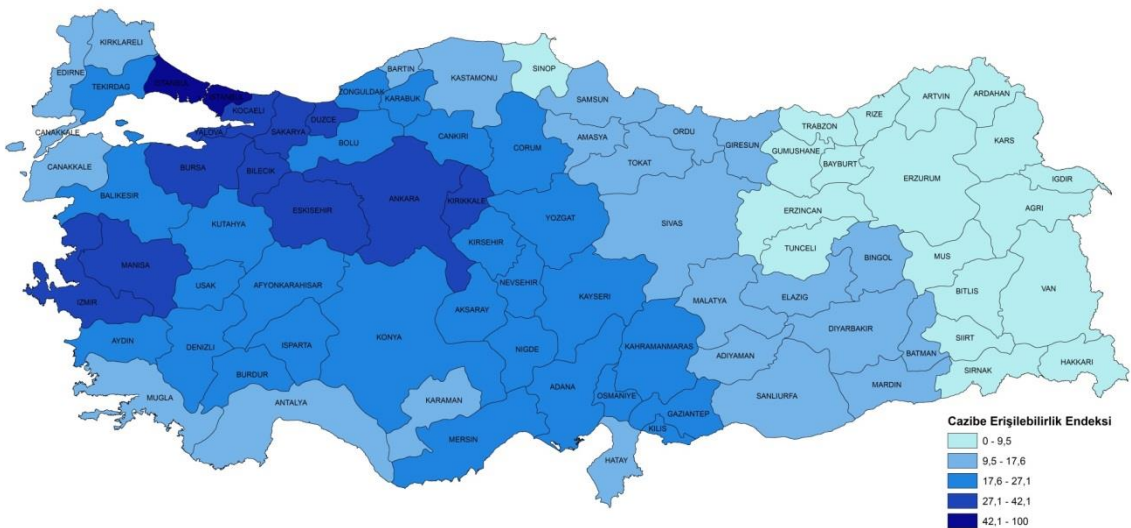 KIRKLARELI
EDIRNE
TEKIRDAG
ISTANBUL
ISTANBUL
KOCAELI
YALOVA
SAKARYA
DUZCE
ZONGULDAK
BARTIN
KARABUK
KASTAMONU
SINOP
BOLU
CANKIRI
CORUM
SAMSUN
AMASYA
ORDU
TOKAT
GIRESUN
TRABZON
GUMUSHANE
BAYBURT
RIZE
ARTVIN
ARDAHAN
KARS
IGDIR
AGRI
ERZURUM
ERZINCAN
TUNCELI
CANAKKALE
CANAKKALE
BALIKESIR
BURSA
BILECIK
ESKISEHIR
ANKARA
KIRIKKALE
YOZGAT
SIVAS
KUTAHYA
KIRSEHIR
MANISA
IZMIR
USAK
AFYONKARAHISAR
NEVSEHIR
KAYSERI
AKSARAY
KONYA
NIGDE
MALATYA
ELAZIG
BINGOL
MUS
BITLIS
VAN
AYDIN
DENIZLI
ISPARTA
BURDUR
MUGLA
ANTALYA
KARAMAN
MERSIN
ADANA
KAHRAMANMARAS
OSMANIYE
GAZIANTEP
KILIS
HATAY
ADIYAMAN
SANLIURFA
DIYARBAKIR
BATMAN
MARDIN
SIIRT
SIRNAK
HAKKARI
Cazibe Erişilebilirlik Endeksi
0 - 9,5
9,5 - 17,6
17,6 - 27,1
27,1 - 42,1
42,1 - 100